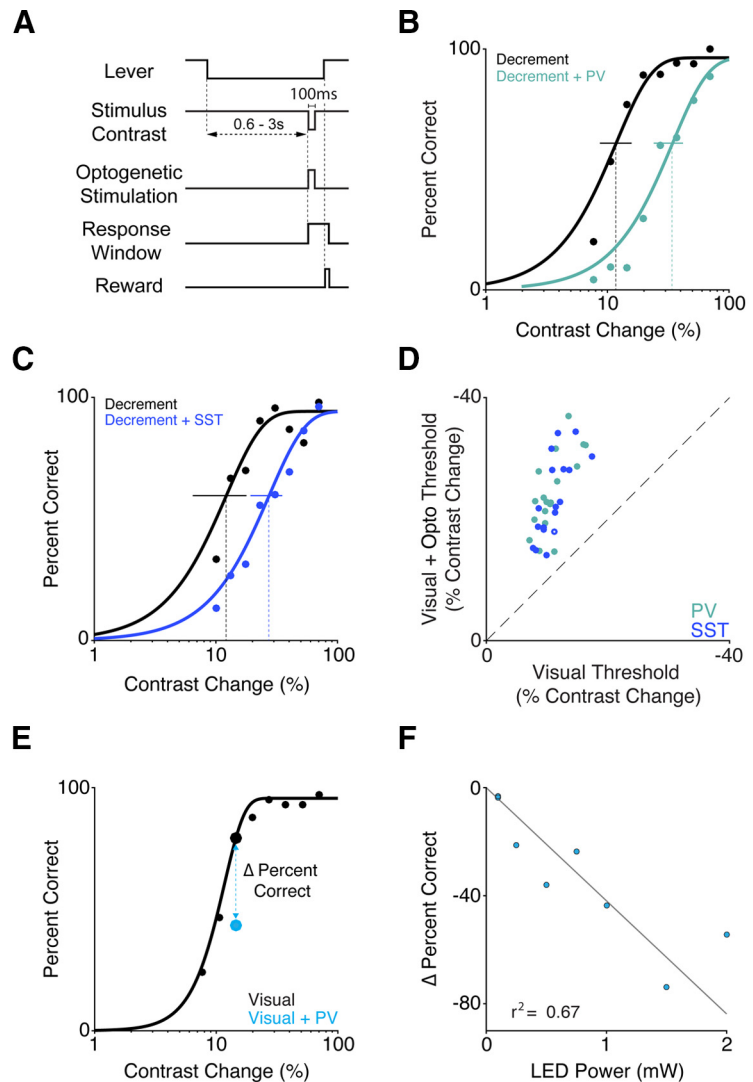 A
Lever
100ms
Stimulus
Contrast
0.6 - 3s
Optogenetic
Stimulation
Response
Window
Reward
B
100
Decrement
Decrement + PV
Percent Correct
0
1
10
100
Contrast Change (%)
C
100
Decrement
Decrement + SST
Percent Correct
0
1
10
100
Contrast Change (%)
D
-40
Visual + Opto Threshold
(% Contrast Change)
PV
SST
0
0
-40
Visual Threshold
(% Contrast Change)
E
100
Δ Percent
Correct
Percent Correct
Visual
Visual + PV
0
1
10
100
Contrast Change (%)
F
0
-40
Δ Percent Correct
-80
r² = 0.67
0
1
2
LED Power (mW)